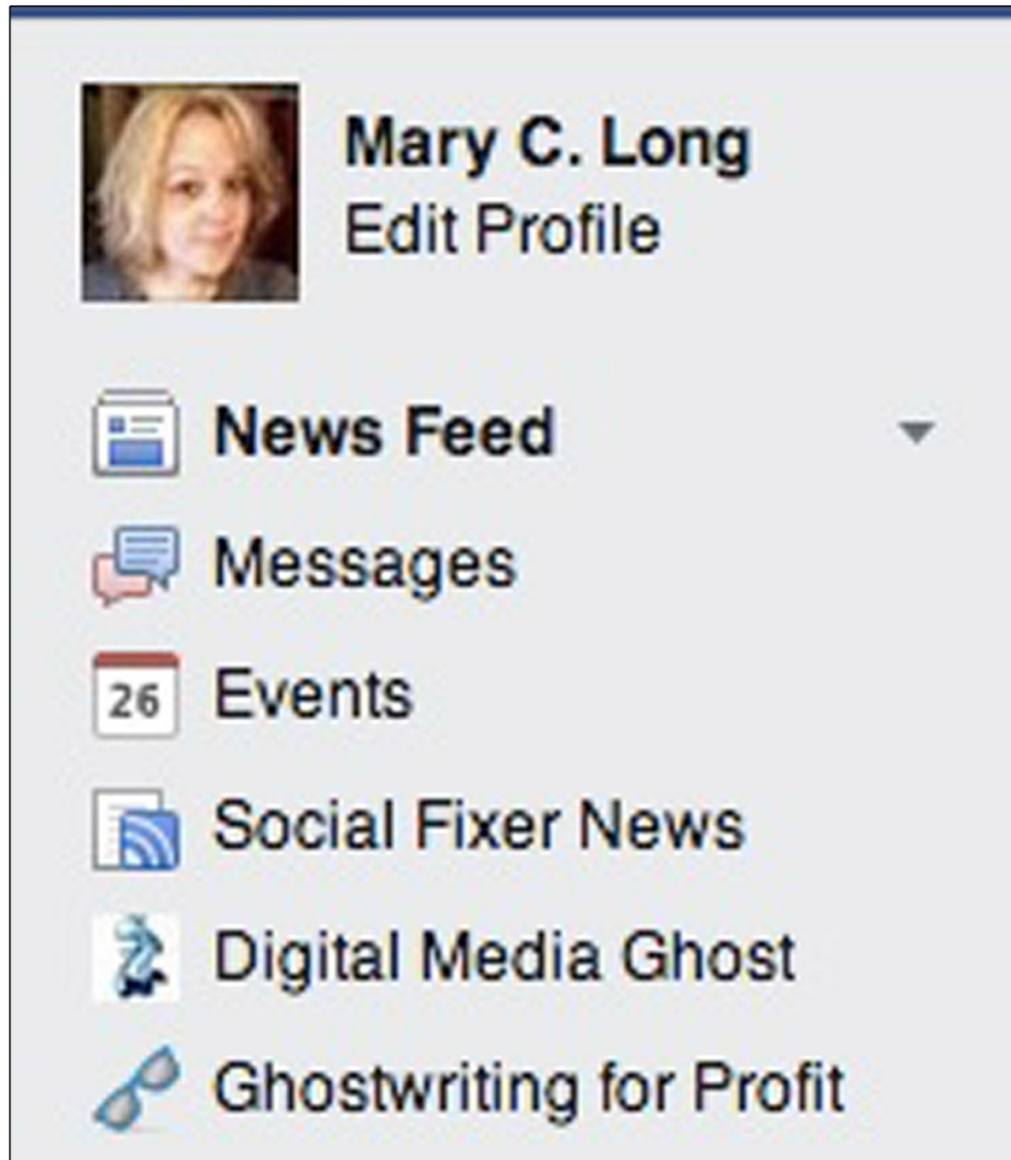 Mary C. Long
Edit Profile
News Feed
Messages
26
Events
Social Fixer News
Digital Media Ghost
Ghostwriting for Profit